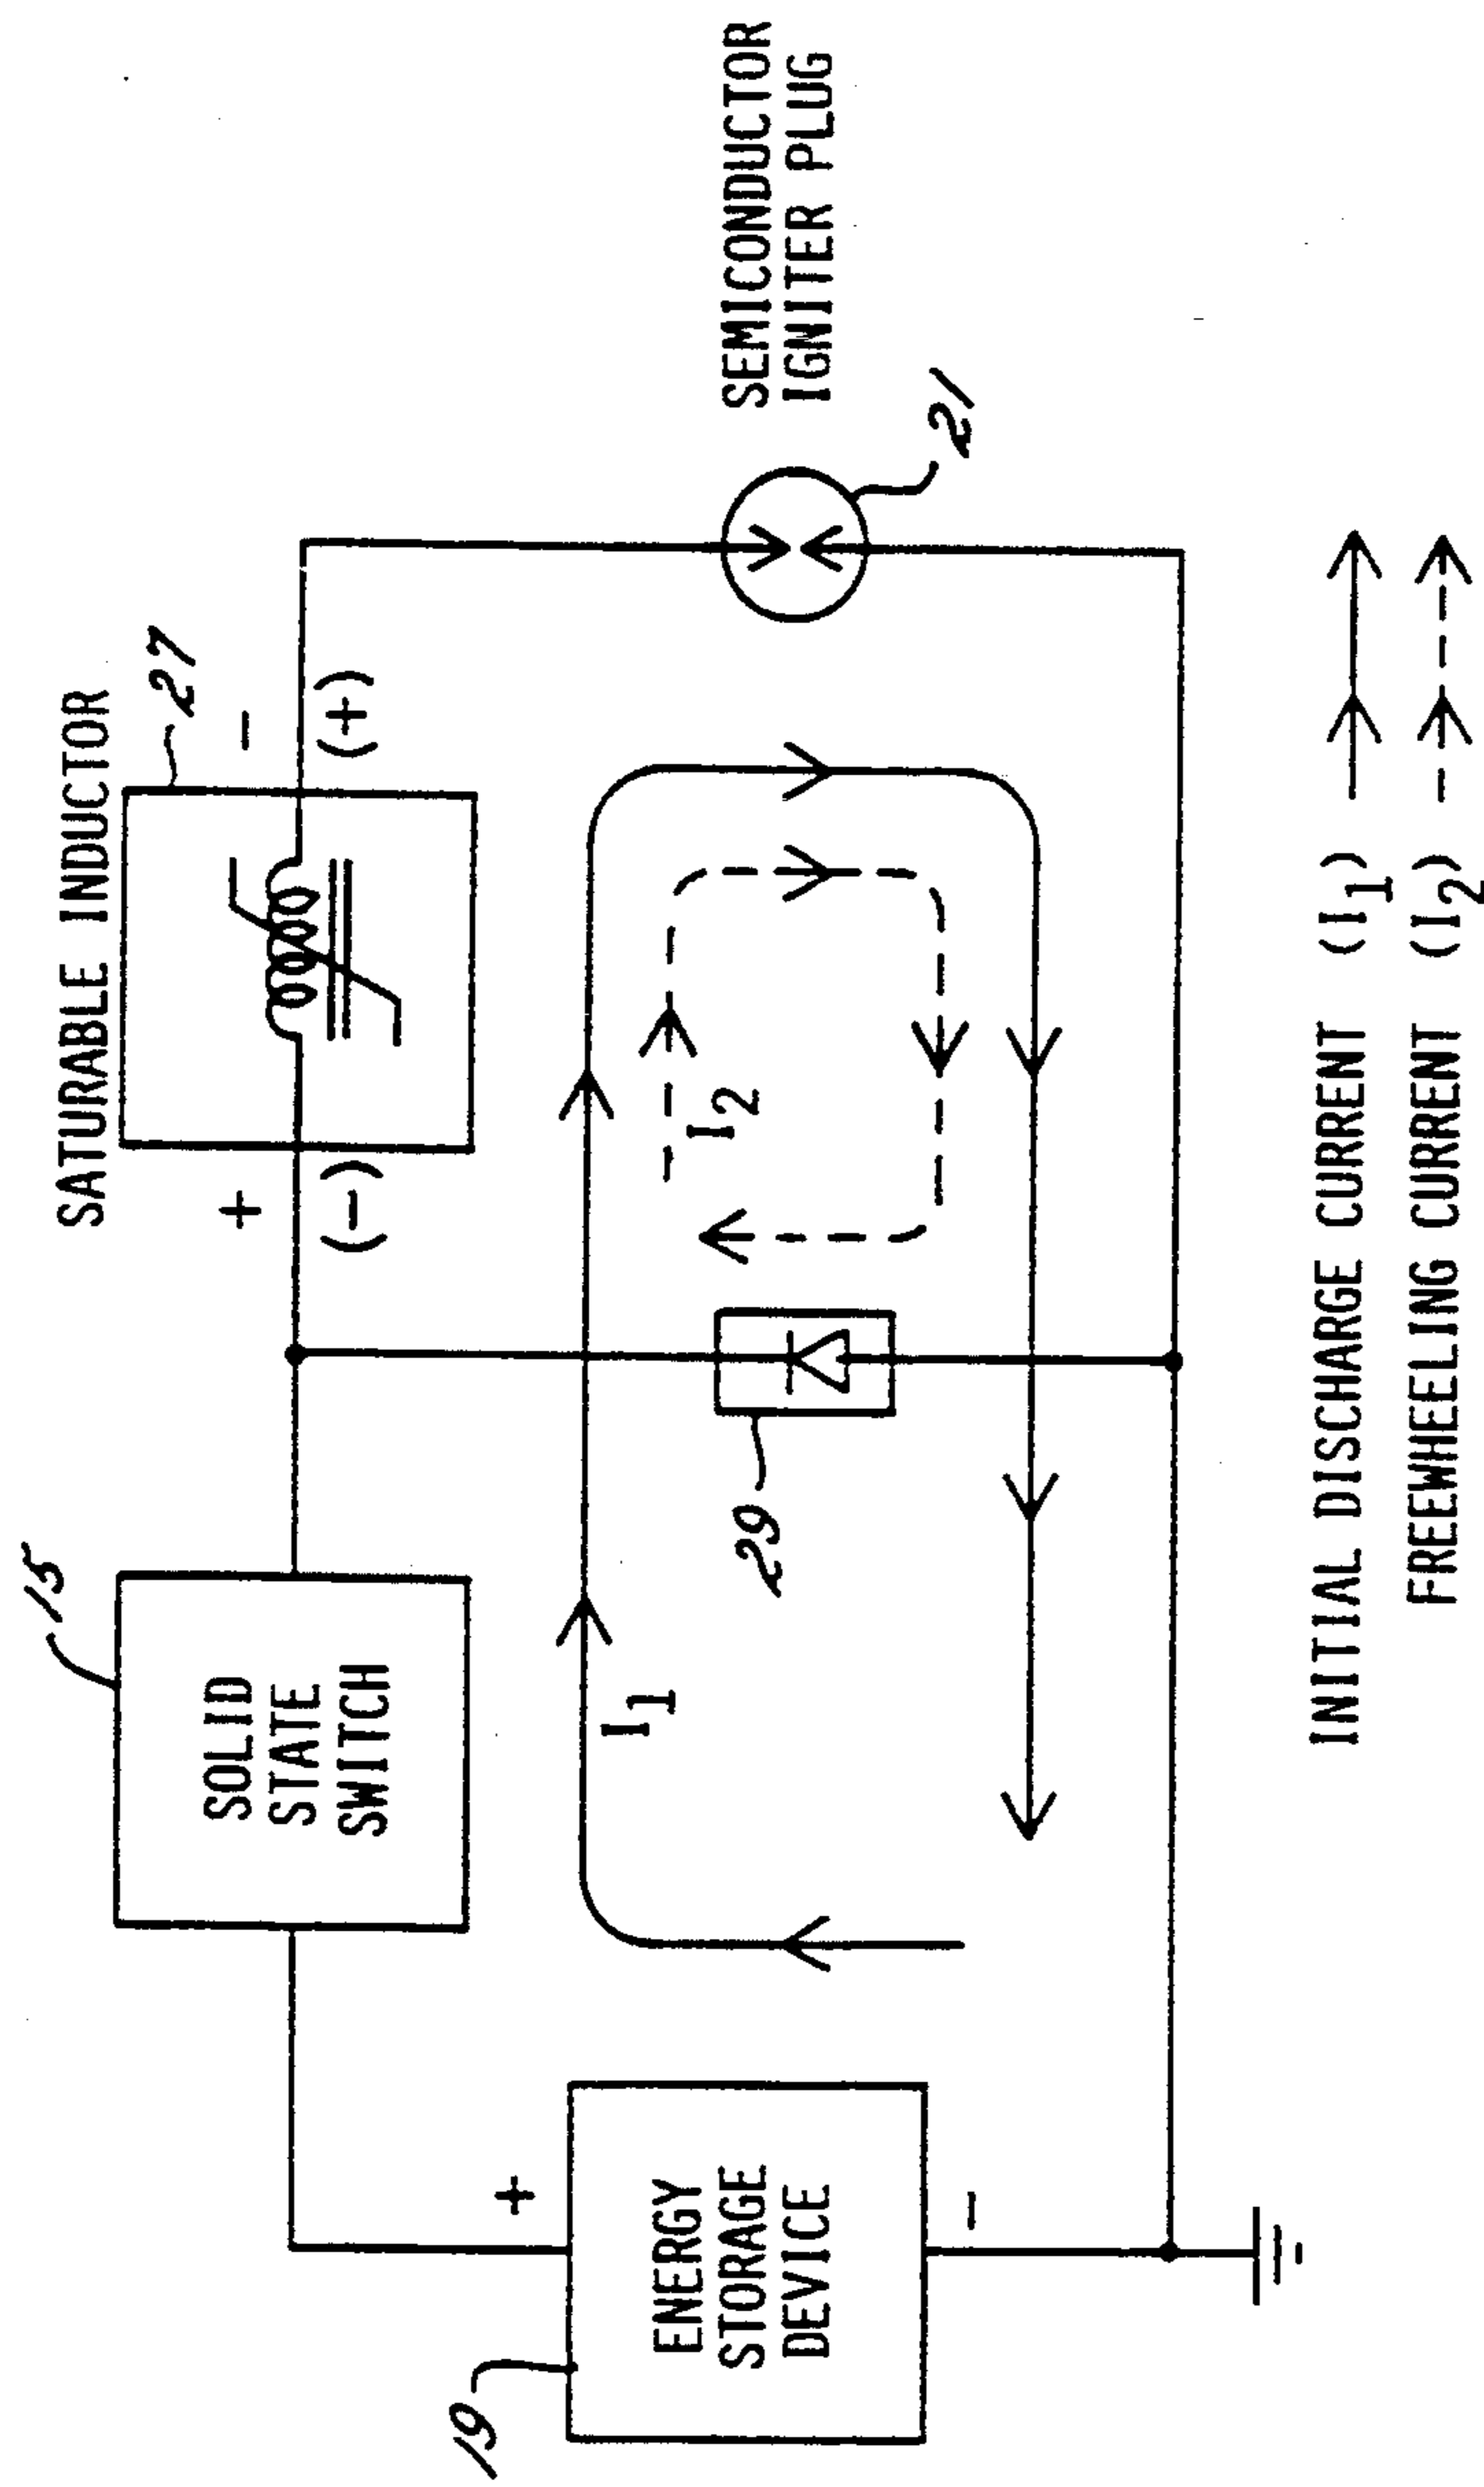 15
SATURABLE INDUCTOR
27
SOLID
STATE
SWITCH
+
-
(-)
(+)
19
+
ENERGY
STORAGE
DEVICE
-
I1
I2
29
SEMICONDUCTOR
IGNITER PLUG
21
INITIAL DISCHARGE CURRENT (I1)
FREEWHEELING CURRENT (I2)